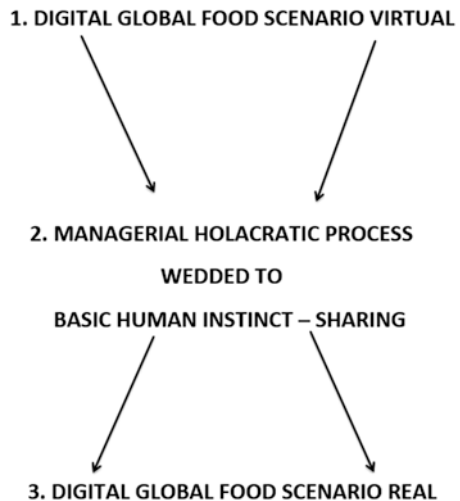 1. DIGITAL GLOBAL FOOD SCENARIO VIRTUAL
2. MANAGERIAL HOLACRATIC PROCESS
WEDDED TO
BASIC HUMAN INSTINCT – SHARING
3. DIGITAL GLOBAL FOOD SCENARIO REAL